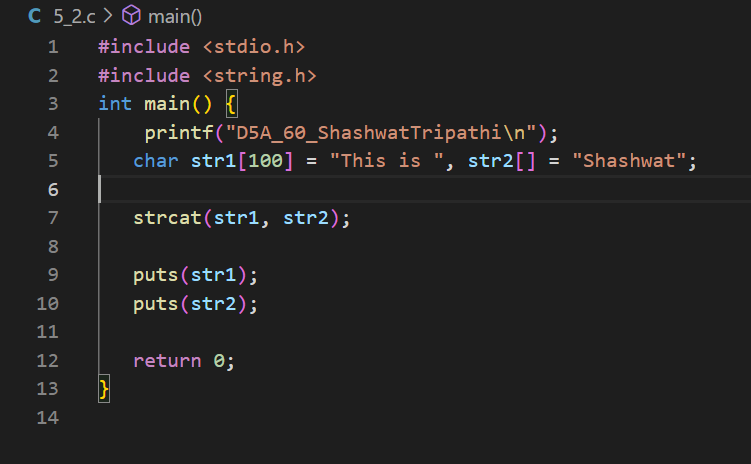 C 5_2.c > main()
1 #include <stdio.h>
2 #include <string.h>
3 int main() {
4     printf("D5A_60_ShashwatTripathi\n");
5    char str1[100] = "This is ", str2[] = "Shashwat";
6
7    strcat(str1, str2);
8
9    puts(str1);
10    puts(str2);
11
12    return 0;
13 }
14